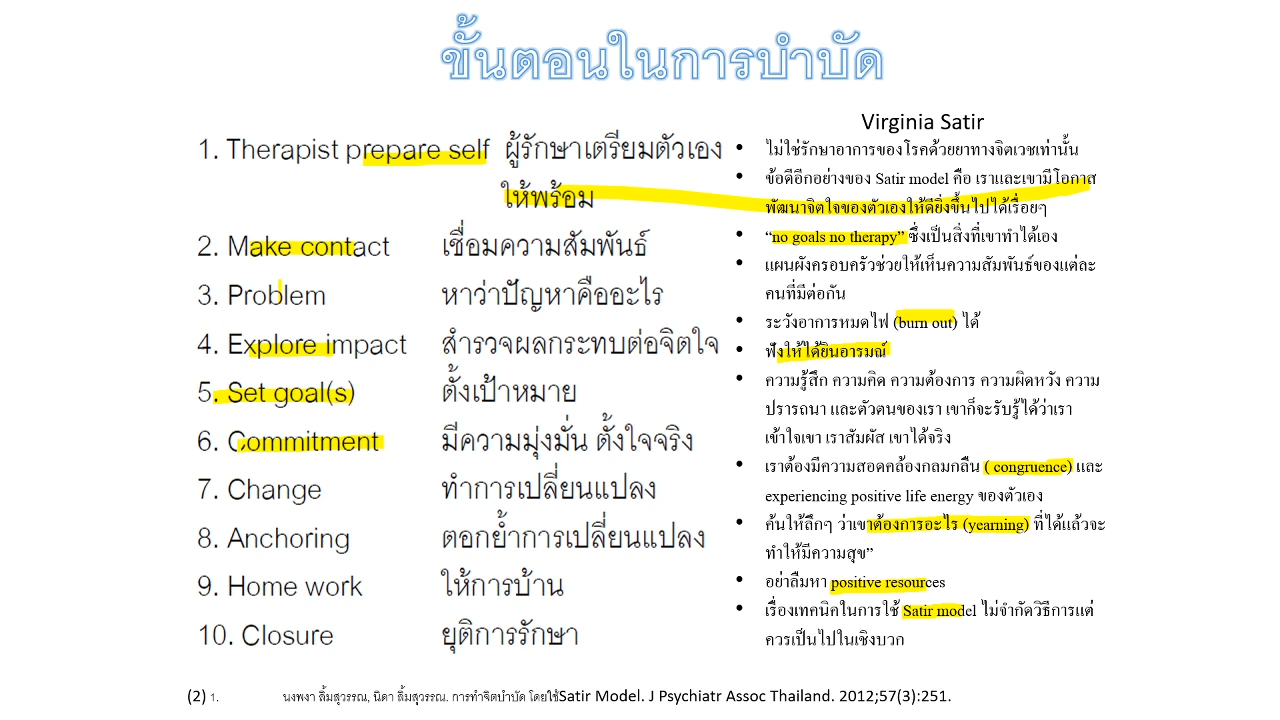 ขั้นตอนในการบำบัด
1. Therapist prepare self ผู้รักษาเตรียมตัวเอง
ให้พร้อม
2. Make contact เชื่อมความสัมพันธ์
3. Problem หาว่าปัญหาคืออะไร
4. Explore impact สำรวจผลกระทบต่อจิตใจ
5. Set goal(s) ตั้งเป้าหมาย
6. Commitment มีความมุ่งมั่น ตั้งใจจริง
7. Change ทำการเปลี่ยนแปลง
8. Anchoring ตอกย้ำการเปลี่ยนแปลง
9. Home work ให้การบ้าน
10. Closure ยุติการรักษา
Virginia Satir
• ไม่ใช่รักษาอาการของโรคด้วยยาทางจิตเวชเท่านั้น
• ข้อดีอีกอย่างของ Satir model คือ เราและเขามีโอกาส
พัฒนาจิตใจของตัวเองให้ดียิ่งขึ้นไปได้เรื่อยๆ
• “no goals no therapy” ซึ่งเป็นสิ่งที่เขาทำได้เอง
• แผนผังครอบครัวช่วยให้เห็นความสัมพันธ์ของแต่ละ
คนที่มีต่อกัน
• ระวังอาการหมดไฟ (burn out) ได้
• ฟังให้ได้ยินอารมณ์
• ความรู้สึก ความคิด ความต้องการ ความผิดหวัง ความ
ปรารถนา และตัวตนของเรา เขาก็จะรับรู้ได้ว่าเรา
เข้าใจเขา เราสัมผัส เขาได้จริง
• เราต้องมีความสอดคล้องกลมกลืน ( congruence) และ
experiencing positive life energy ของตัวเอง
• ค้นให้ลึกๆ ว่าเขาต้องการอะไร (yearning) ที่ได้แล้วจะ
ทำให้มีความสุข”
• อย่าลืมหา positive resources
• เรื่องเทคนิคในการใช้ Satir model ไม่จำกัดวิธีการแต่
ควรเป็นไปในเชิงบวก
(2) 1. นงพงา ลิ้มสุวรรณ, นิดา ลิ้มสุวรรณ. การทำจิตบำบัด โดยใช้Satir Model. J Psychiatr Assoc Thailand. 2012;57(3):251.